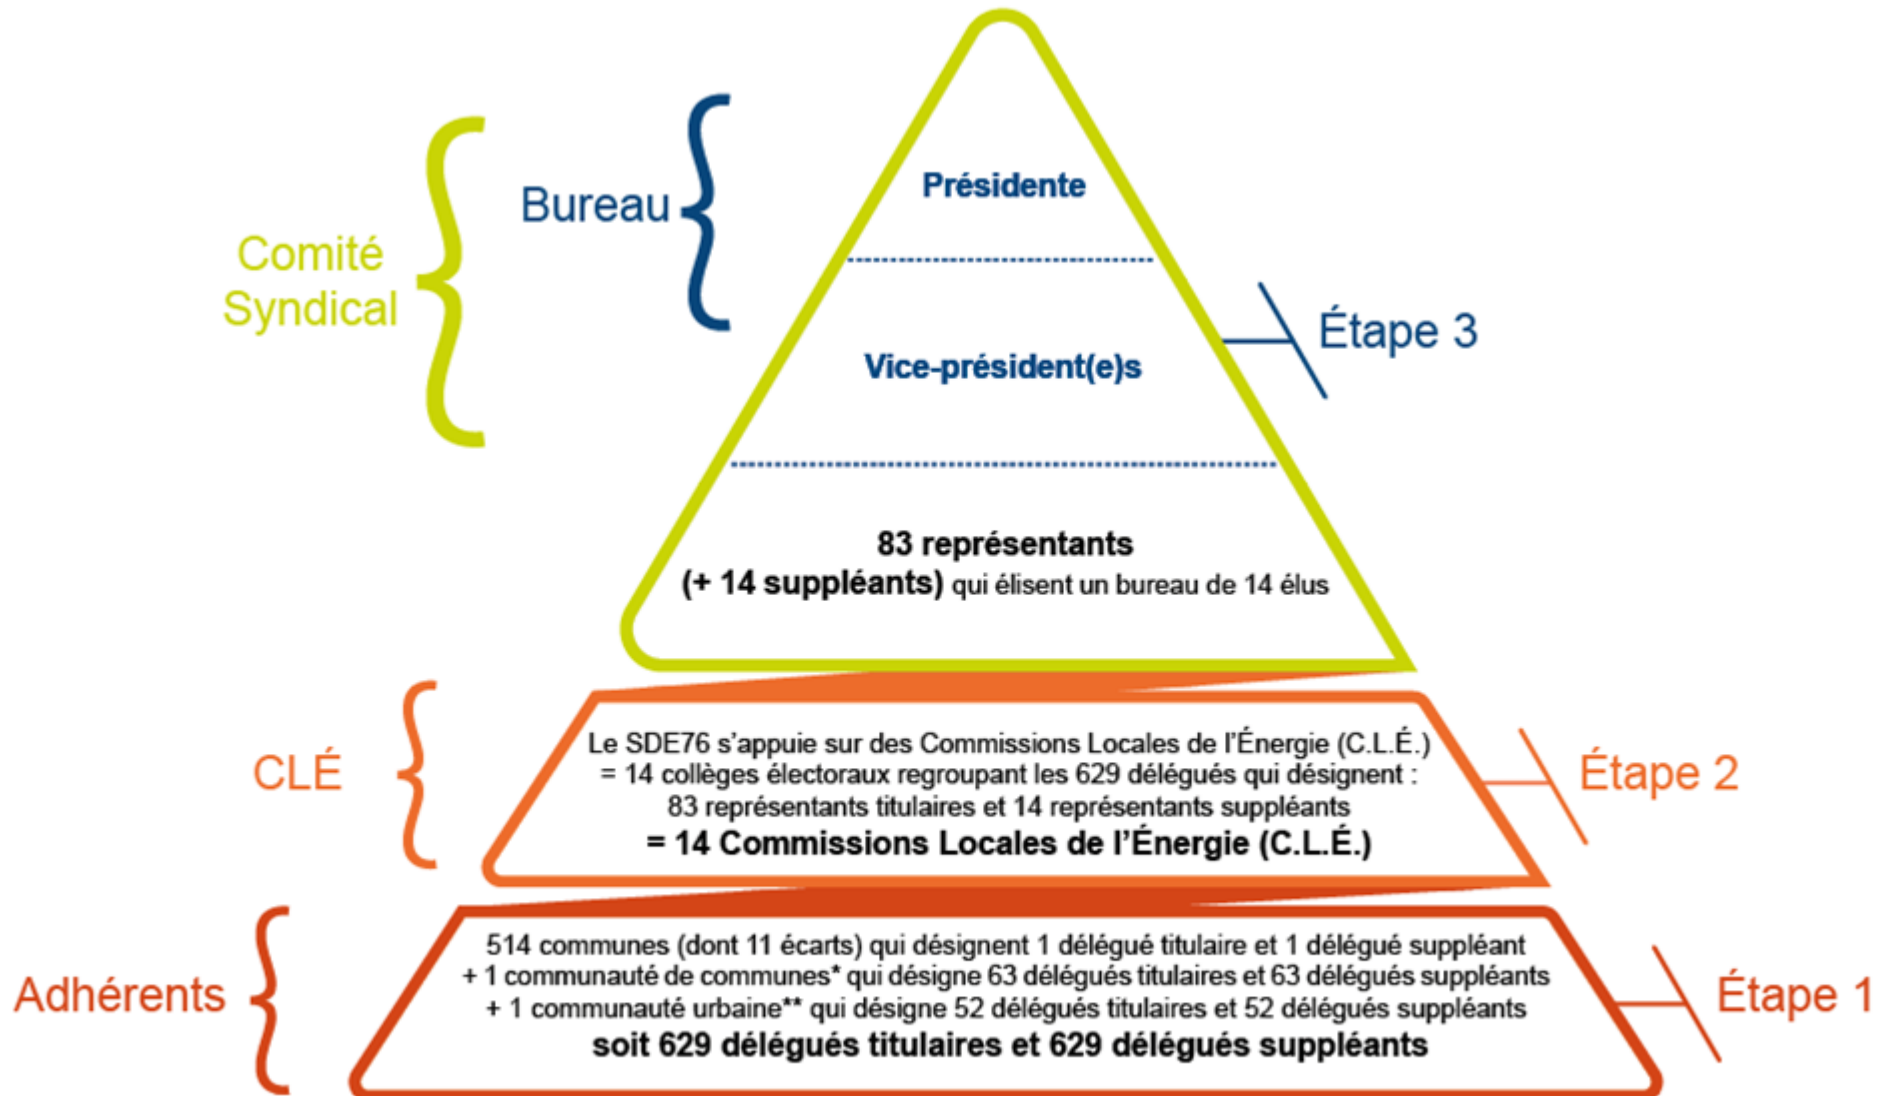 Présidente
Bureau
Comité
Syndical
Étape 3
Vice-président(e)s
83 représentants
(+ 14 suppléants) qui élisent un bureau de 14 élus
CLÉ
Le SDE76 s'appuie sur des Commissions Locales de l'Énergie (C.L.É.)
= 14 collèges électoraux regroupant les 629 délégués qui désignent :
83 représentants titulaires et 14 représentants suppléants
= 14 Commissions Locales de l'Énergie (C.L.É.)
Étape 2
Adhérents
514 communes (dont 11 écarts) qui désignent 1 délégué titulaire et 1 délégué suppléant
+ 1 communauté de communes* qui désigne 63 délégués titulaires et 63 délégués suppléants
+ 1 communauté urbaine** qui désigne 52 délégués titulaires et 52 délégués suppléants
soit 629 délégués titulaires et 629 délégués suppléants
Étape 1